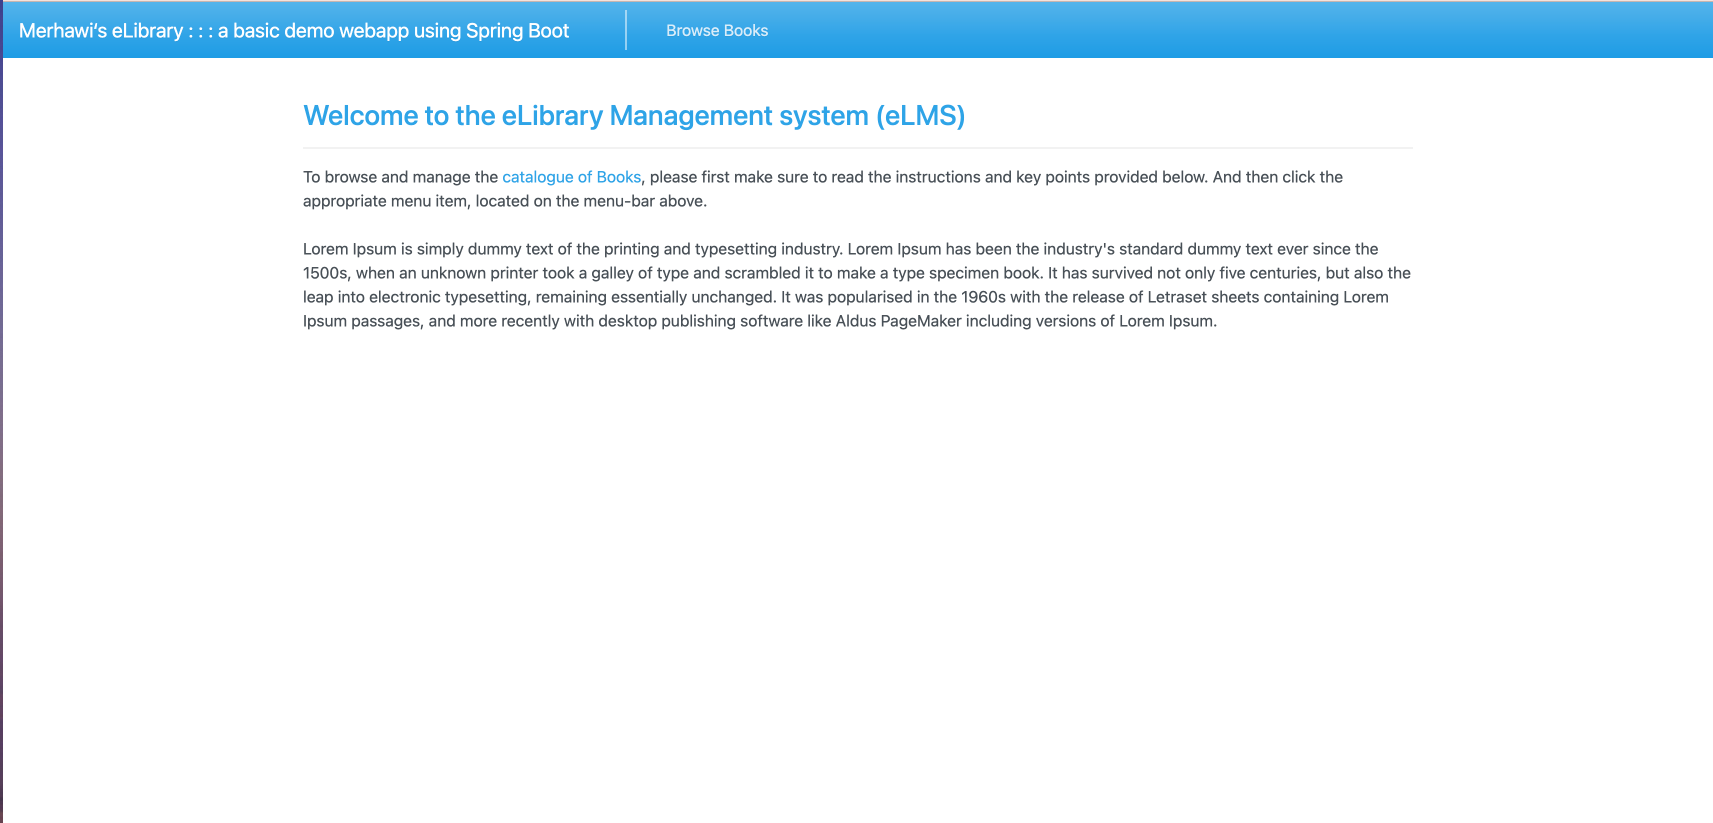 Merhawi‘s eLibrary : : : a basic demo webapp using Spring Boot
Browse Books
Welcome to the eLibrary Management system (eLMS)
To browse and manage the catalogue of Books, please first make sure to read the instructions and key points provided below. And then click the
appropriate menu item, located on the menu-bar above.
Lorem Ipsum is simply dummy text of the printing and typesetting industry. Lorem Ipsum has been the industry's standard dummy text ever since the
1500s, when an unknown printer took a galley of type and scrambled it to make a type specimen book. It has survived not only five centuries, but also the
leap into electronic typesetting, remaining essentially unchanged. It was popularised in the 1960s with the release of Letraset sheets containing Lorem
Ipsum passages, and more recently with desktop publishing software like Aldus PageMaker including versions of Lorem Ipsum.